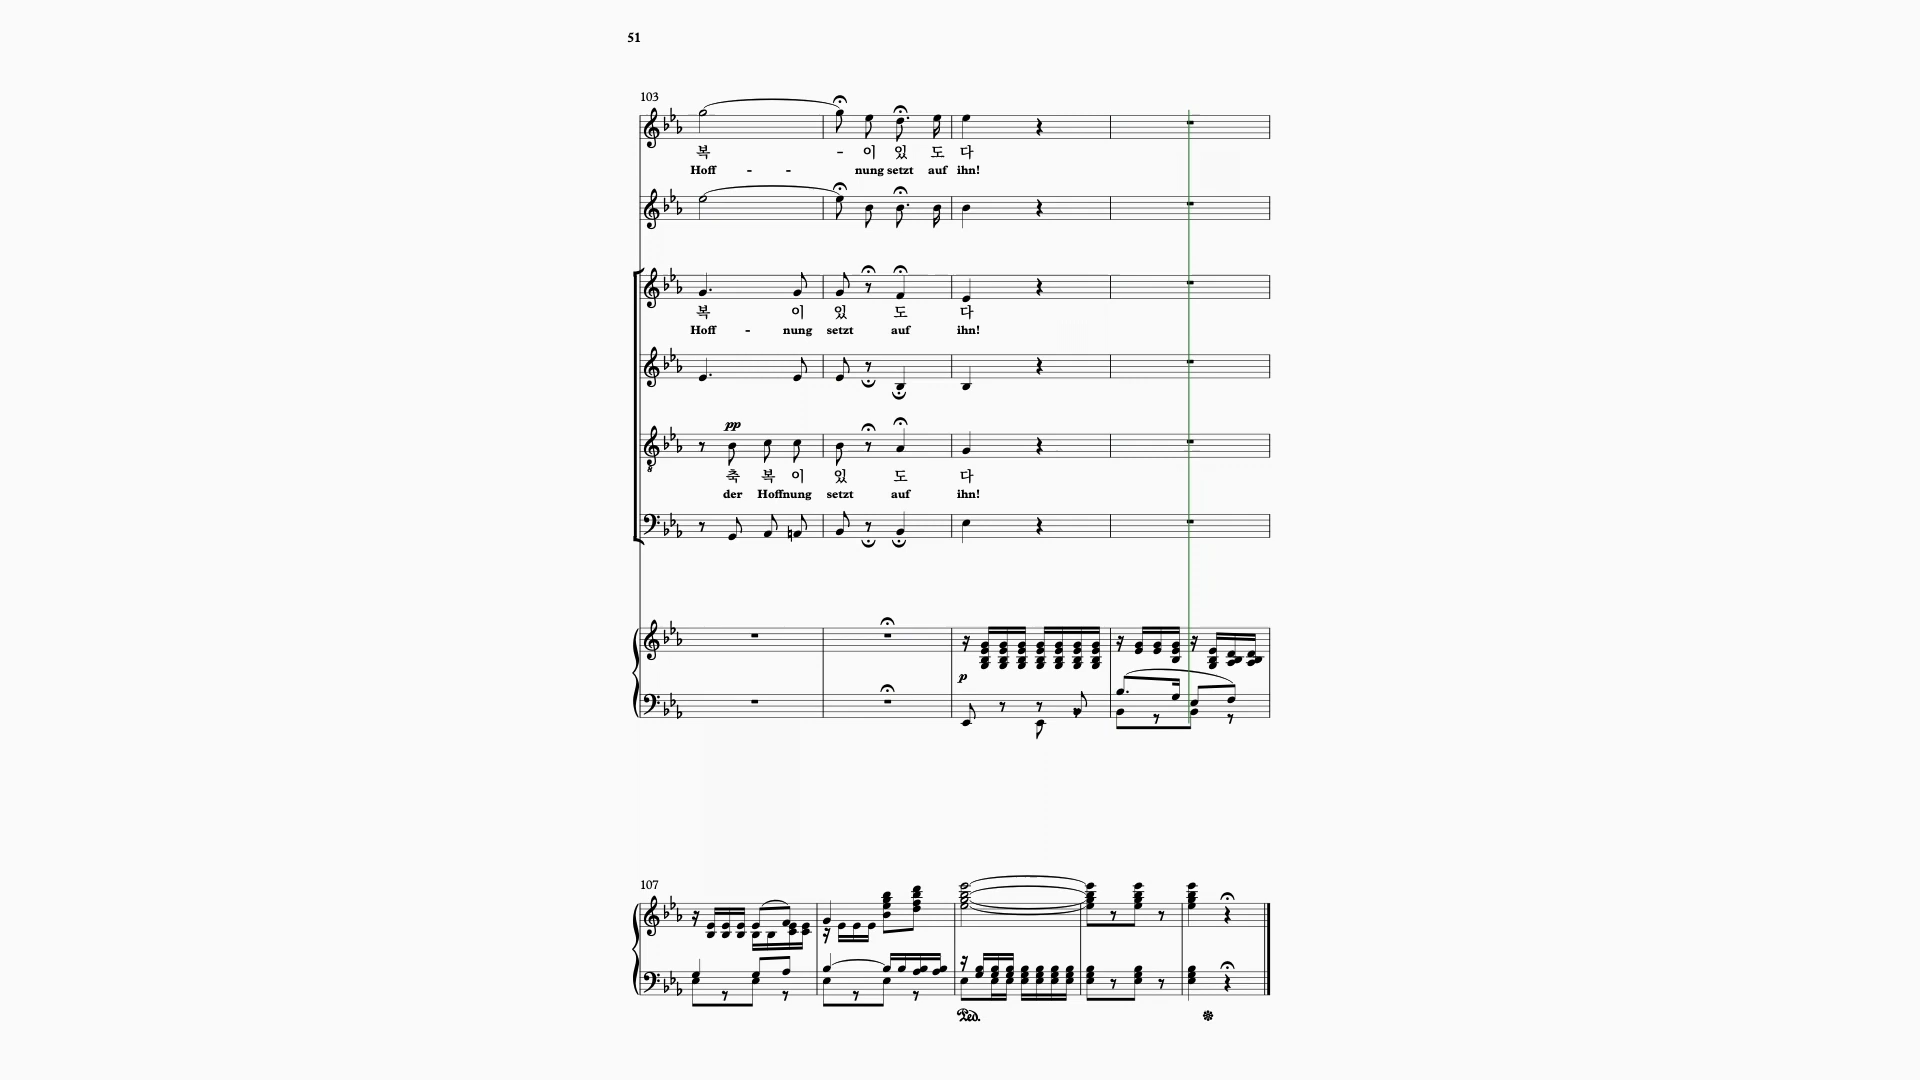 51
103
복 - 이 있 도 다
Hoff - - nung setzt auf ihn!
복 이 있 도 다
Hoff - nung setzt auf ihn!
pp
축 복 이 있 도 다
der Hoffnung setzt auf ihn!
p
107
Ped.